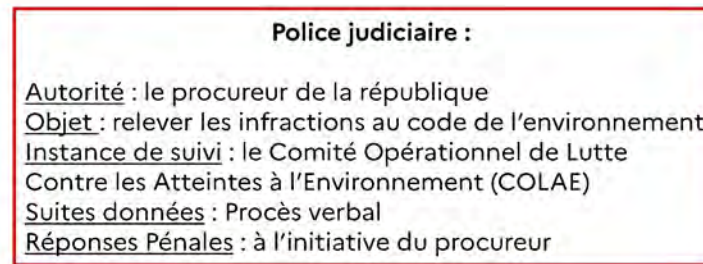 Police judiciaire :
Autorité : le procureur de la république
Objet : relever les infractions au code de l'environnement
Instance de suivi : le Comité Opérationnel de Lutte
Contre les Atteintes à l'Environnement (COLAE)
Suites données : Procès verbal
Réponses Pénales : à l'initiative du procureur